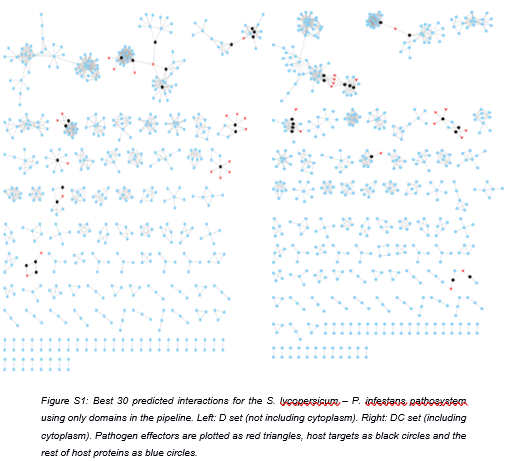 Figure S1: Best 30 predicted interactions for the S. lycopersicum – P. infestans pathosystem
using only domains in the pipeline. Left: D set (not including cytoplasm). Right: DC set (including
cytoplasm). Pathogen effectors are plotted as red triangles, host targets as black circles and the
rest of host proteins as blue circles.